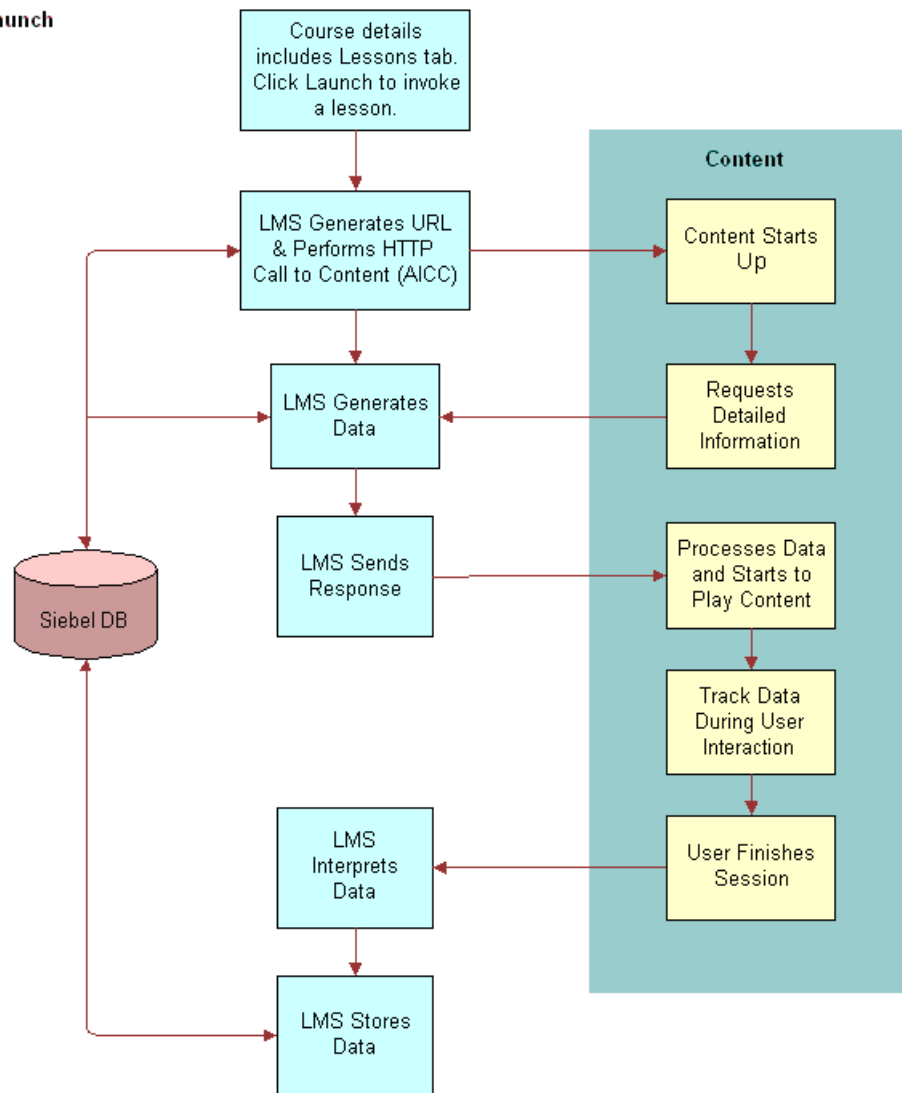 aunch
Course details
includes Lessons tab.
Click Launch to invoke
a lesson.
Content
LMS Generates URL
& Performs HTTP
Call to Content (AICC)
Content Starts
Up
LMS Generates
Data
Requests
Detailed
Information
LMS Sends
Response
Processes Data
and Starts to
Play Content
Siebel DB
Track Data
During User
Interaction
LMS
Interprets
Data
User Finishes
Session
LMS Stores
Data